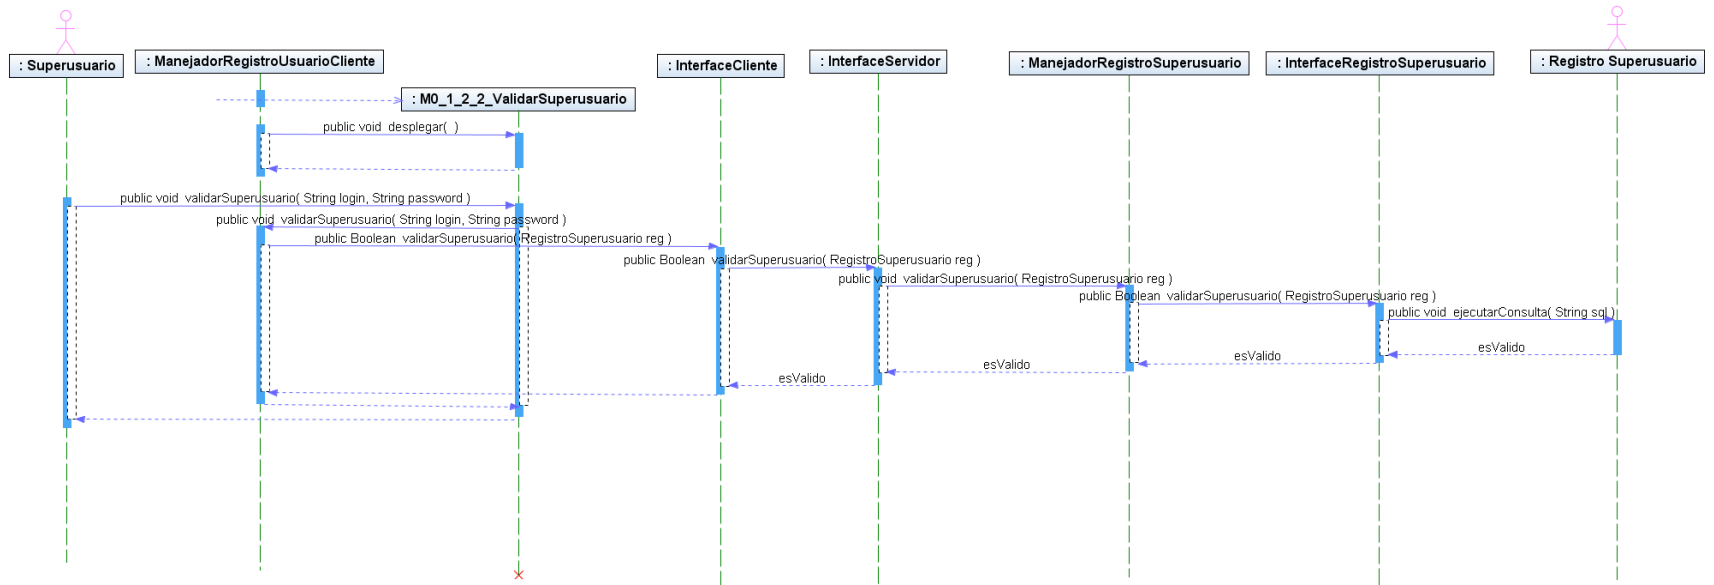 : Superusuario
: ManejadorRegistroUsuarioCliente
: InterfaceCliente
: InterfaceServidor
: ManejadorRegistroSuperusuario
: InterfaceRegistroSuperusuario
: Registro Superusuario
: M0_1_2_2_ValidarSuperusuario
public void desplegar( )
public void validarSuperusuario( String login, String password )
public void validarSuperusuario( String login, String password )
public Boolean validarSuperusuario( RegistroSuperusuario reg )
public Boolean validarSuperusuario( RegistroSuperusuario reg )
public void validarSuperusuario( RegistroSuperusuario reg )
public Boolean validarSuperusuario( RegistroSuperusuario reg )
public void ejecutarConsulta( String sql )
esValido
esValido
esValido
esValido